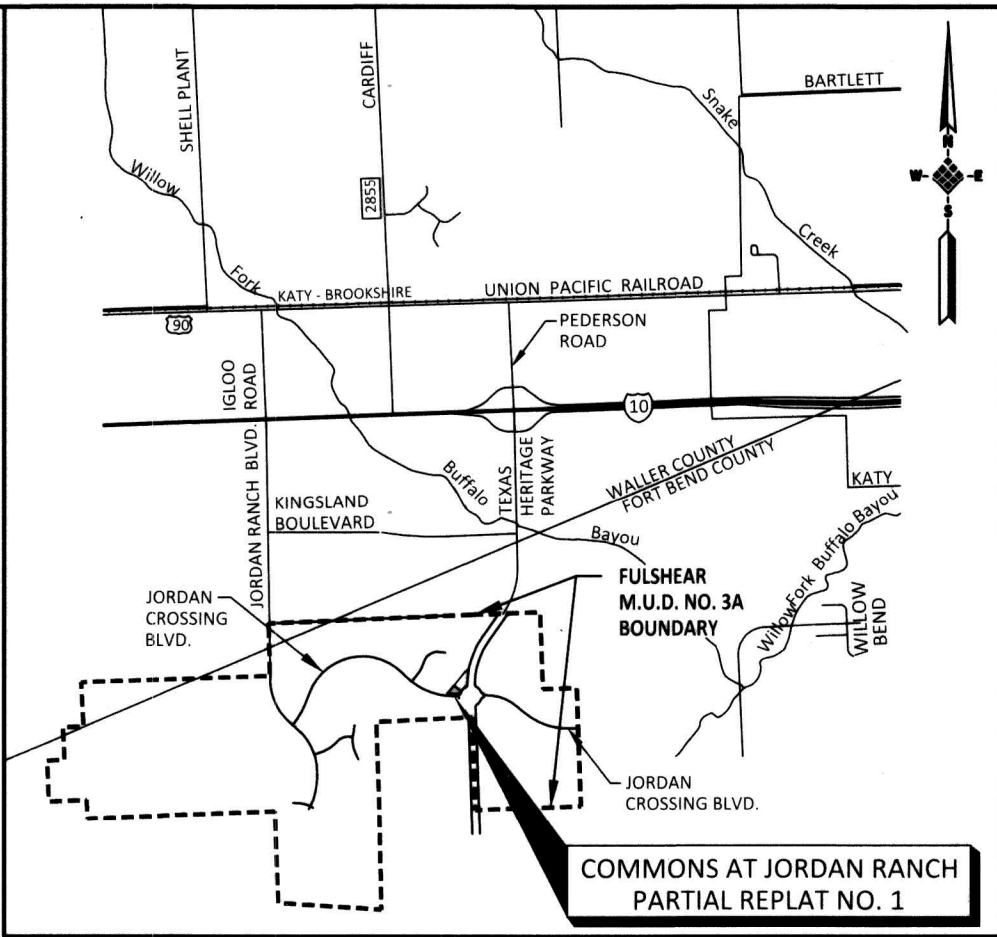 SHELL PLANT
CARDIFF
BARTLETT
Snake
Creek
Willow
Fork
2855
N
W
E
S
KATY - BROOKSHIRE
UNION PACIFIC RAILROAD
90
PEDERSON
ROAD
IGLOO
ROAD
10
JORDAN RANCH BLVD.
TEXAS
HERITAGE
PARKWAY
WALLER COUNTY
FORT BEND COUNTY
KATY
KINGSLAND
BOULEVARD
Buffalo
Bayou
Willow Fork Buffalo Bayou
WILLOW
BEND
JORDAN
CROSSING
BLVD.
FULSHEAR
M.U.D. NO. 3A
BOUNDARY
JORDAN
CROSSING BLVD.
COMMONS AT JORDAN RANCH
PARTIAL REPLAT NO. 1